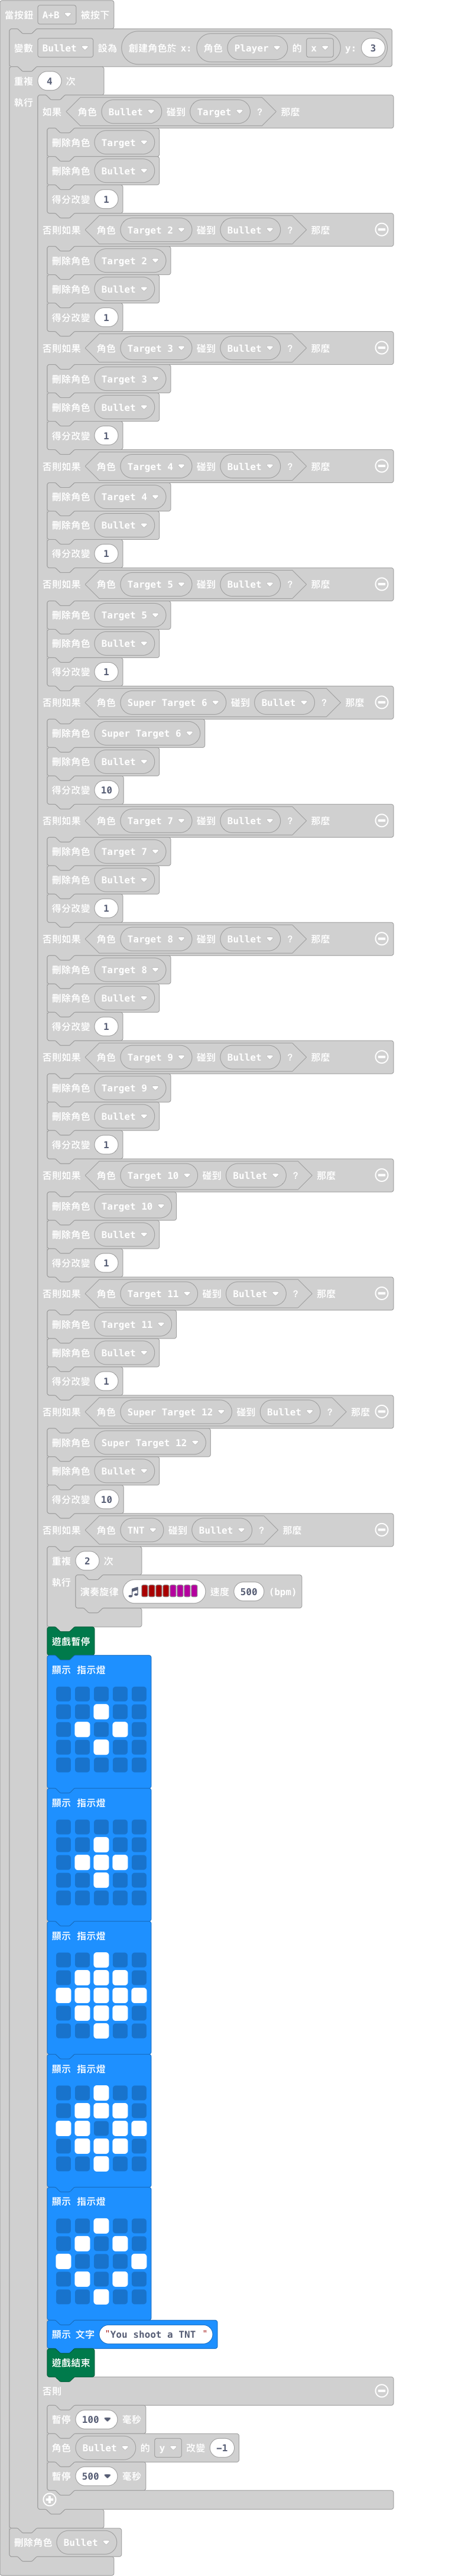 當按鈕 A+B 被按下
變數 Bullet 設為 創建角色於 x: 角色 Player 的 x y: 3
重複 4 次
執行
如果 角色 Bullet 碰到 Target ? 那麼
刪除角色 Target
刪除角色 Bullet
得分改變 1
否則如果 角色 Target 2 碰到 Bullet ? 那麼
刪除角色 Target 2
刪除角色 Bullet
得分改變 1
否則如果 角色 Target 3 碰到 Bullet ? 那麼
刪除角色 Target 3
刪除角色 Bullet
得分改變 1
否則如果 角色 Target 4 碰到 Bullet ? 那麼
刪除角色 Target 4
刪除角色 Bullet
得分改變 1
否則如果 角色 Target 5 碰到 Bullet ? 那麼
刪除角色 Target 5
刪除角色 Bullet
得分改變 1
否則如果 角色 Super Target 6 碰到 Bullet ? 那麼
刪除角色 Super Target 6
刪除角色 Bullet
得分改變 10
否則如果 角色 Target 7 碰到 Bullet ? 那麼
刪除角色 Target 7
刪除角色 Bullet
得分改變 1
否則如果 角色 Target 8 碰到 Bullet ? 那麼
刪除角色 Target 8
刪除角色 Bullet
得分改變 1
否則如果 角色 Target 9 碰到 Bullet ? 那麼
刪除角色 Target 9
刪除角色 Bullet
得分改變 1
否則如果 角色 Target 10 碰到 Bullet ? 那麼
刪除角色 Target 10
刪除角色 Bullet
得分改變 1
否則如果 角色 Target 11 碰到 Bullet ? 那麼
刪除角色 Target 11
刪除角色 Bullet
得分改變 1
否則如果 角色 Super Target 12 碰到 Bullet ? 那麼
刪除角色 Super Target 12
刪除角色 Bullet
得分改變 10
否則如果 角色 TNT 碰到 Bullet ? 那麼
重複 2 次
執行 演奏旋律 速度 500 (bpm)
遊戲暫停
顯示 指示燈
顯示 指示燈
顯示 指示燈
顯示 指示燈
顯示 指示燈
顯示 文字 "You shoot a TNT "
遊戲結束
否則
暫停 100 毫秒
角色 Bullet 的 y 改變 -1
暫停 500 毫秒
刪除角色 Bullet